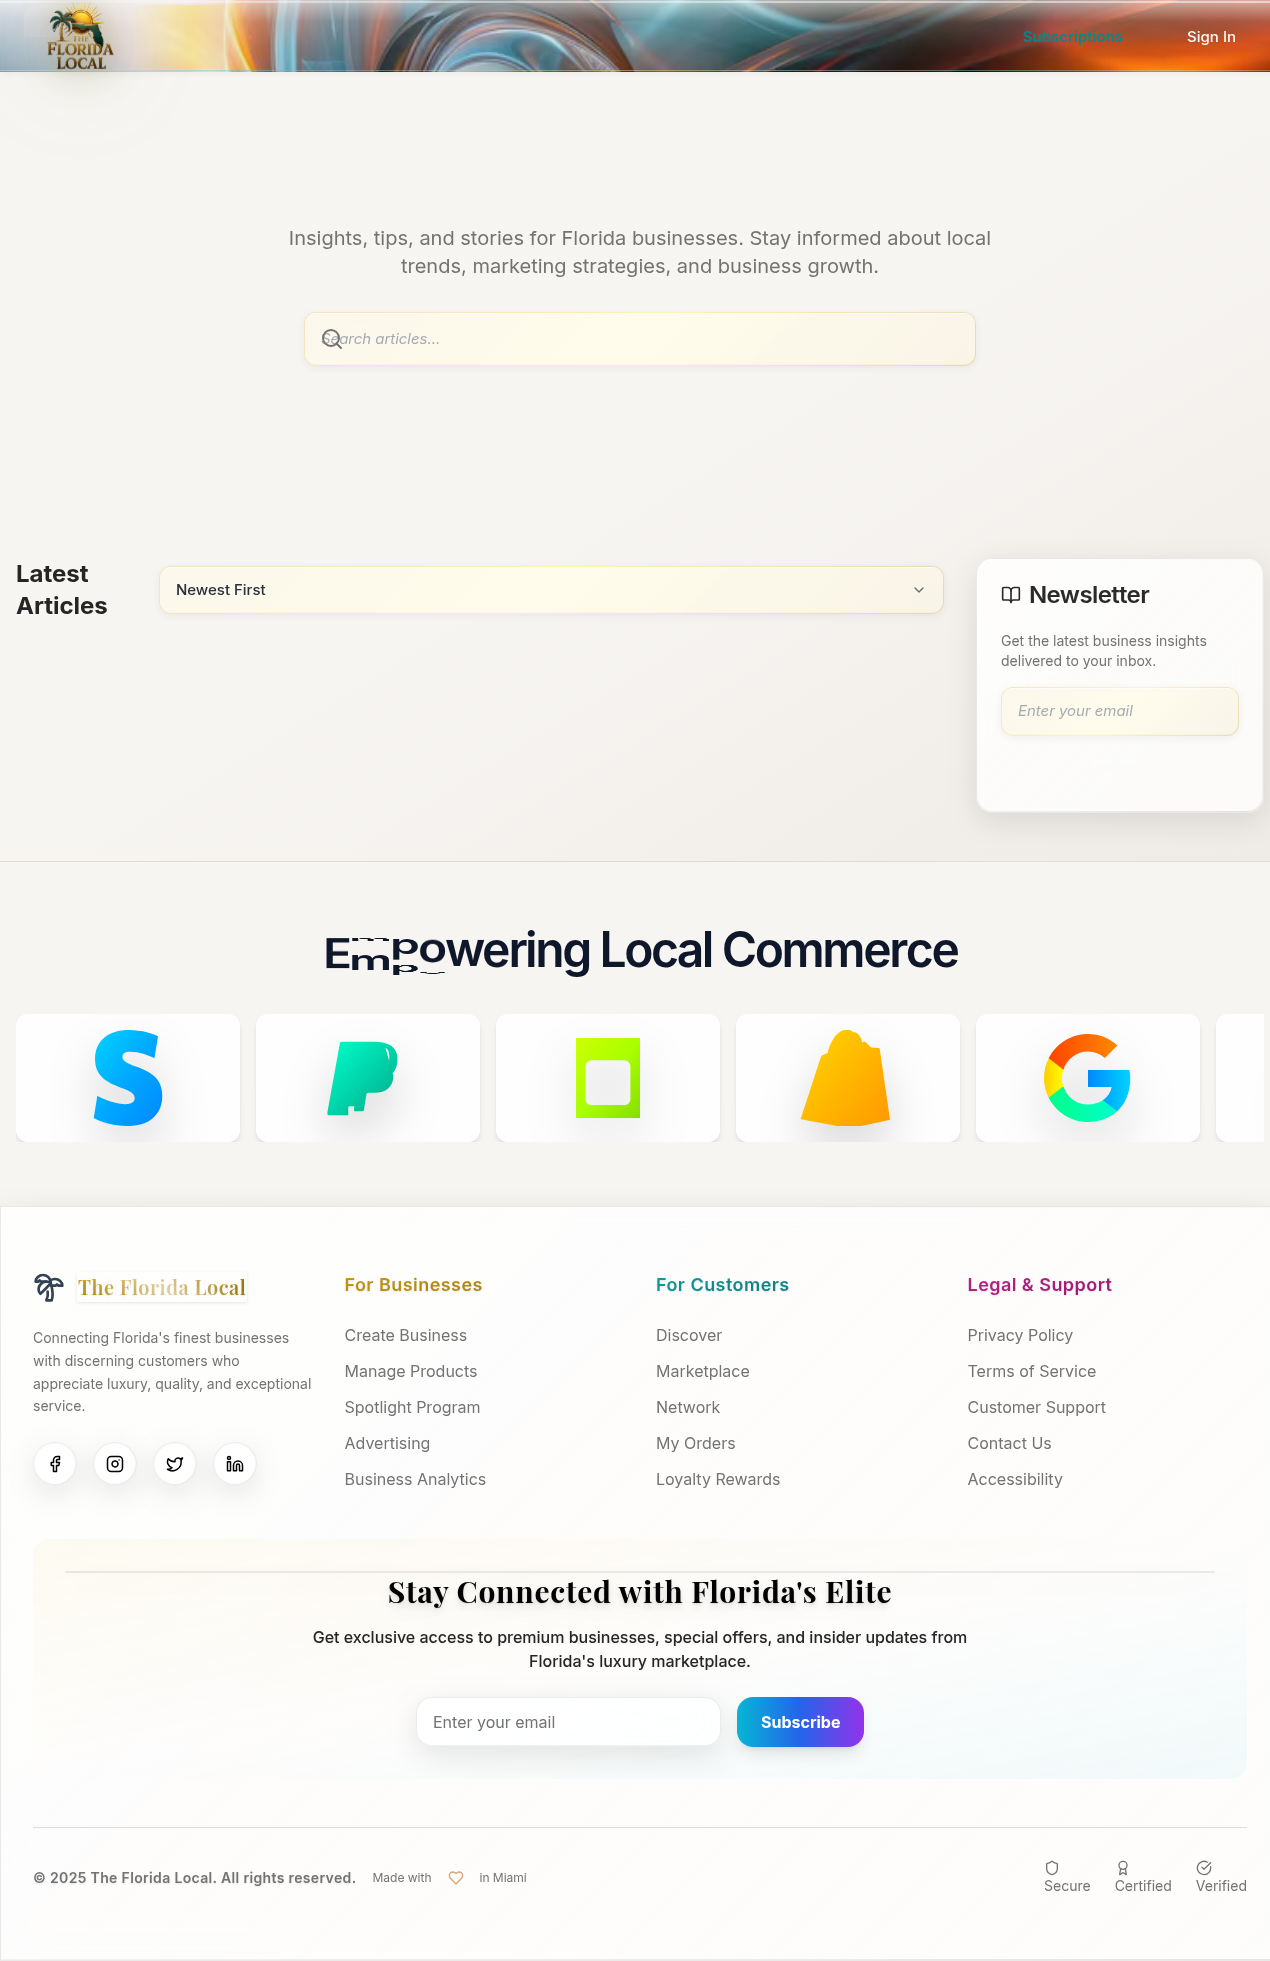 THE
FLORIDA
LOCAL
Subscriptions
Sign In
Insights, tips, and stories for Florida businesses. Stay informed about local
trends, marketing strategies, and business growth.
Search articles...
Latest
Articles
Newest First
Newsletter
Get the latest business insights
delivered to your inbox.
Enter your email
Empowering Local Commerce
The Florida Local
Connecting Florida's finest businesses
with discerning customers who
appreciate luxury, quality, and exceptional
service.
For Businesses
Create Business
Manage Products
Spotlight Program
Advertising
Business Analytics
For Customers
Discover
Marketplace
Network
My Orders
Loyalty Rewards
Legal & Support
Privacy Policy
Terms of Service
Customer Support
Contact Us
Accessibility
Stay Connected with Florida's Elite
Get exclusive access to premium businesses, special offers, and insider updates from
Florida's luxury marketplace.
Enter your email
Subscribe
© 2025 The Florida Local. All rights reserved.
Made with
in Miami
Secure
Certified
Verified